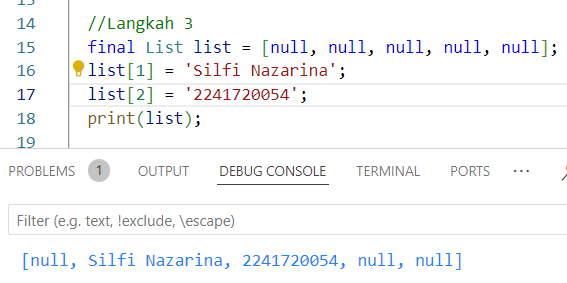 14 //Langkah 3
15 final List list = [null, null, null, null, null];
16 list[1] = 'Silfi Nazarina';
17 list[2] = '2241720054';
18 print(list);
19
PROBLEMS 1 OUTPUT DEBUG CONSOLE TERMINAL PORTS ...
Filter (e.g. text, !exclude, \escape)
[null, Silfi Nazarina, 2241720054, null, null]